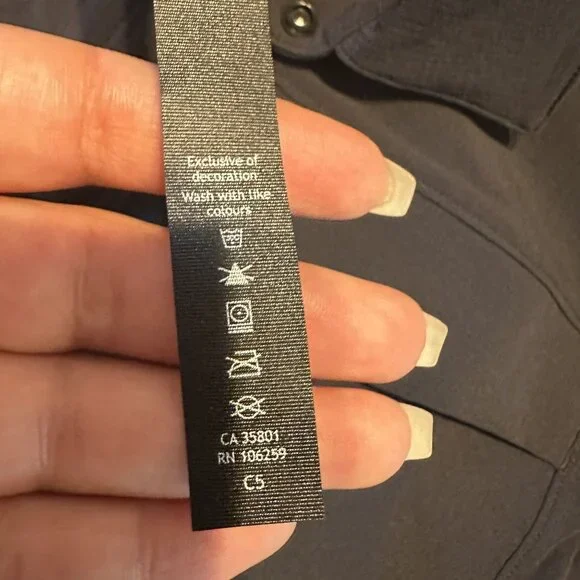 Exclusive of
decoration
Wash with like
colours
CA 35801
RN 106259
C5